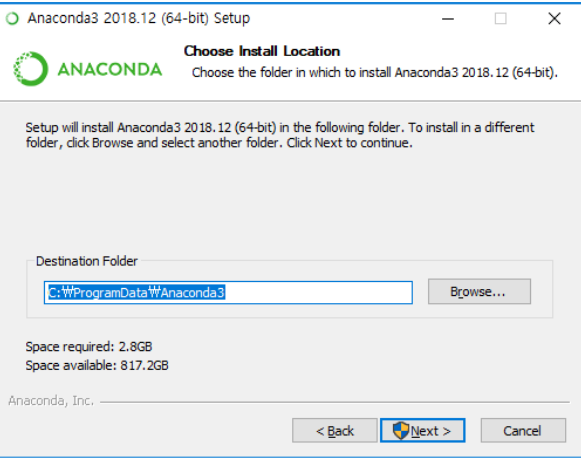 Anaconda3 2018.12 (64-bit) Setup
ANACONDA
Choose Install Location
Choose the folder in which to install Anaconda3 2018.12 (64-bit).
Setup will install Anaconda3 2018.12 (64-bit) in the following folder. To install in a different
folder, click Browse and select another folder. Click Next to continue.
Destination Folder
C:₩ProgramData₩Anaconda3
Browse...
Space required: 2.8GB
Space available: 817.2GB
Anaconda, Inc.
< Back
Next >
Cancel